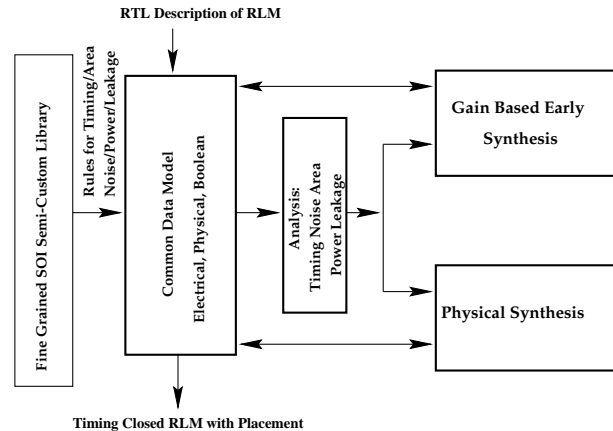 RTL Description of RLM
Fine Grained SOI Semi-Custom Library
Rules for Timing/Area
Noise/Power/Leakage
Common Data Model
Electrical, Physical, Boolean
Analysis:
Timing Noise Area
Power Leakage
Gain Based Early
Synthesis
Physical Synthesis
Timing Closed RLM with Placement